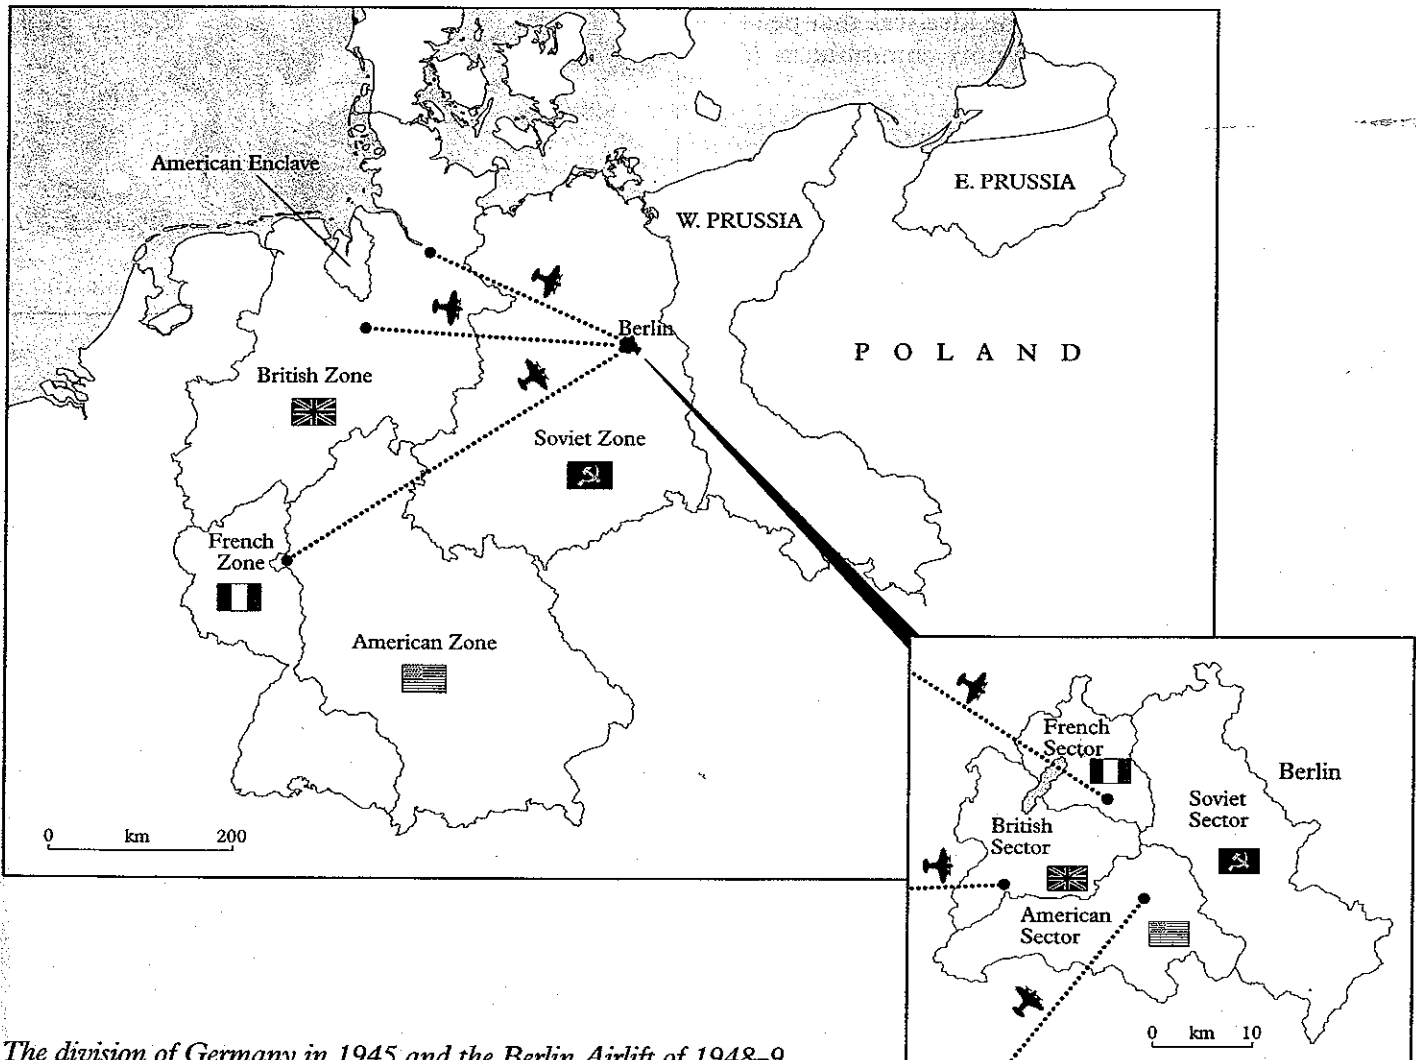 American Enclave
E. PRUSSIA
W. PRUSSIA
Berlin
P O L A N D
British Zone
Soviet Zone
French
Zone
American Zone
0 km 200
French
Sector
Berlin
Soviet
Sector
British
Sector
American
Sector
0 km 10
The division of Germany in 1945 and the Berlin Airlift of 1948–9